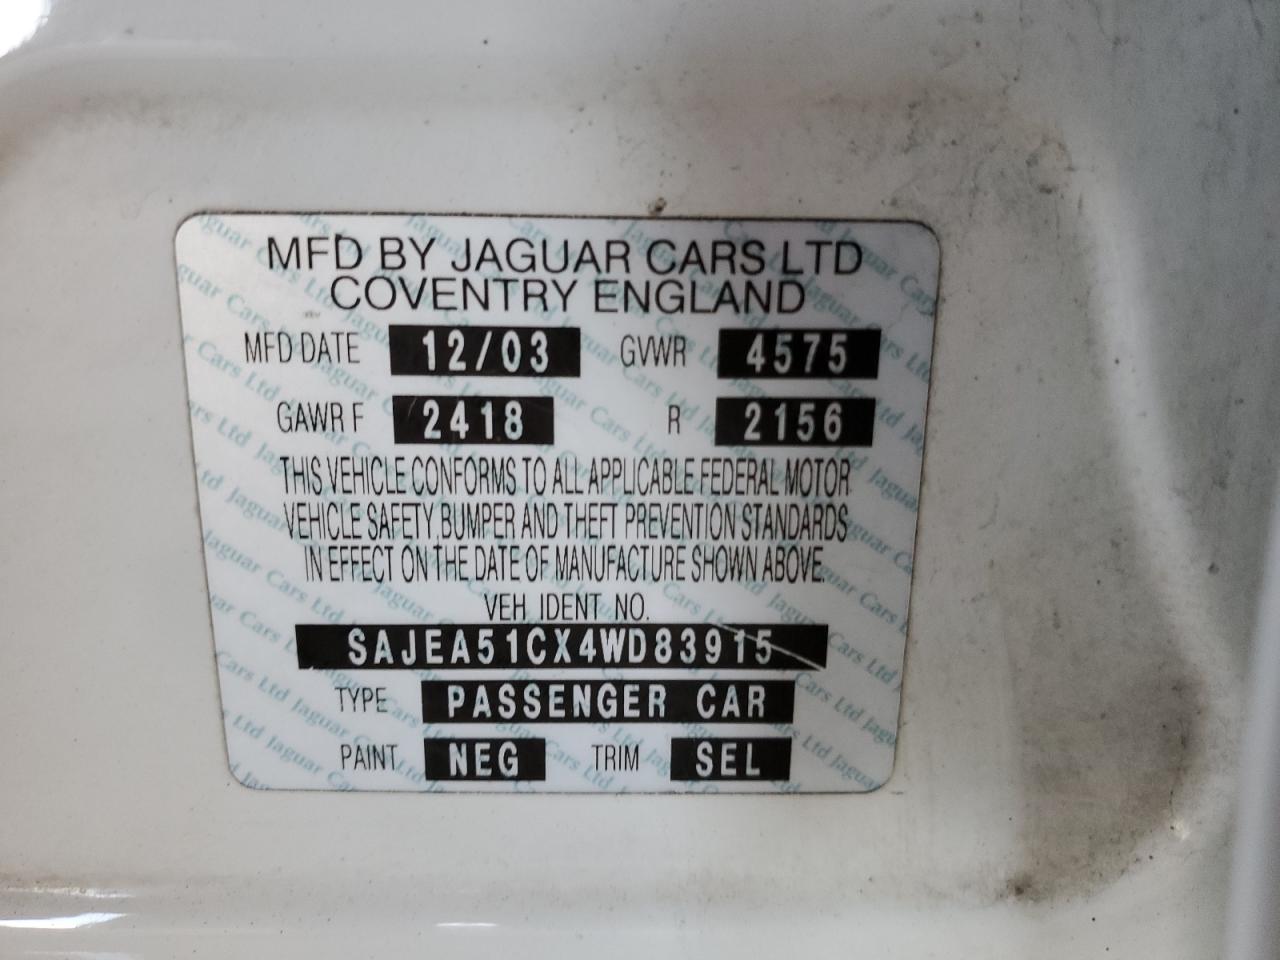 MFD BY JAGUAR CARS LTD
COVENTRY ENGLAND
MFD DATE 12/03 GVWR 4575
GAWR F 2418 R 2156
THIS VEHICLE CONFORMS TO ALL APPLICABLE FEDERAL MOTOR
VEHICLE SAFETY, BUMPER AND THEFT PREVENTION STANDARDS
IN EFFECT ON THE DATE OF MANUFACTURE SHOWN ABOVE.
VEH. IDENT. NO.
SAJEA51CX4WD83915
TYPE PASSENGER CAR
PAINT NEG TRIM SEL